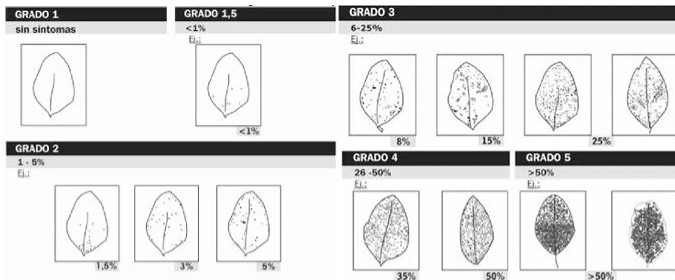 GRADO 1
sin síntomas
GRADO 1,5
<1%
Ej.:
<1%
GRADO 2
1 - 5%
Ej.:
1,5%
3%
5%
GRADO 3
6-25%
Ej.:
8%
15%
25%
GRADO 4
26 -50%
Ej.:
35%
50%
GRADO 5
>50%
Ej.:
>50%